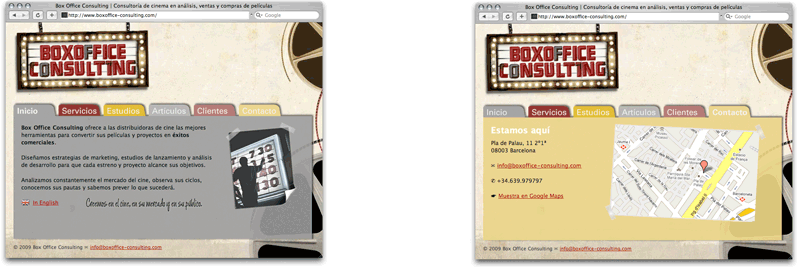 Box Office Consulting | Consultoría de cinema en análisis, ventas y compras de películas
http://www.boxoffice-consulting.com/
Google
BOXOFFICE
CONSULTING
Inicio
Servicios
Estudios
Articulos
Clientes
Contacto
Box Office Consulting ofrece a las distribuidoras de cine las mejores
herramientas para convertir sus películas y proyectos en éxitos
comerciales.
Diseñamos estrategias de marketing, estudios de lanzamiento y análisis
de desarrollo para que cada estreno y proyecto alcance sus objetivos.
Analizamos constantemente el mercado del cine, observa sus ciclos,
conocemos sus pautas y sabemos prever lo que sucederá.
In English
Creemos en el cine, en su mercado y en su público.
© 2009 Box Office Consulting ✉ info@boxoffice-consulting.com
Box Office Consulting | Consultoría de cinema en análisis, ventas y compras de películas
http://www.boxoffice-consulting.com/
Google
BOXOFFICE
CONSULTING
Inicio
Servicios
Estudios
Articulos
Clientes
Contacto
Estamos aquí
Pla de Palau, 11 2º1ª
08003 Barcelona
✉ info@boxoffice-consulting.com
✆ +34.639.979797
☛ Muestra en Google Maps
© 2009 Box Office Consulting ✉ info@boxoffice-consulting.com